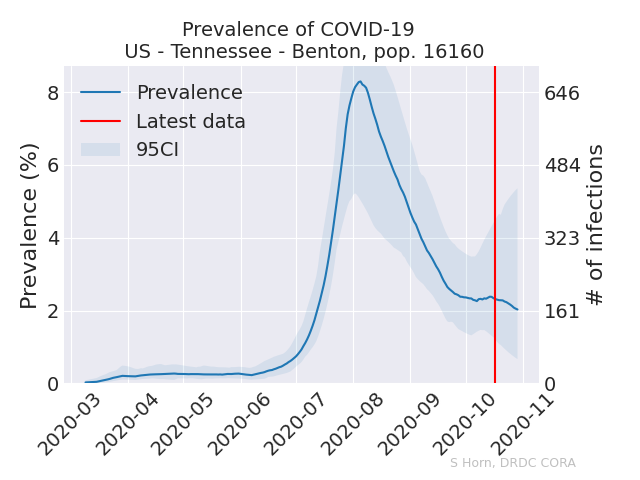 Prevalence of COVID-19
US - Tennessee - Benton, pop. 16160
Prevalence
Latest data
95CI
Prevalence (%)
8
6
4
2
0
646
484
323
161
0
# of infections
2020-03
2020-04
2020-05
2020-06
2020-07
2020-08
2020-09
2020-10
2020-11
S Horn, DRDC CORA